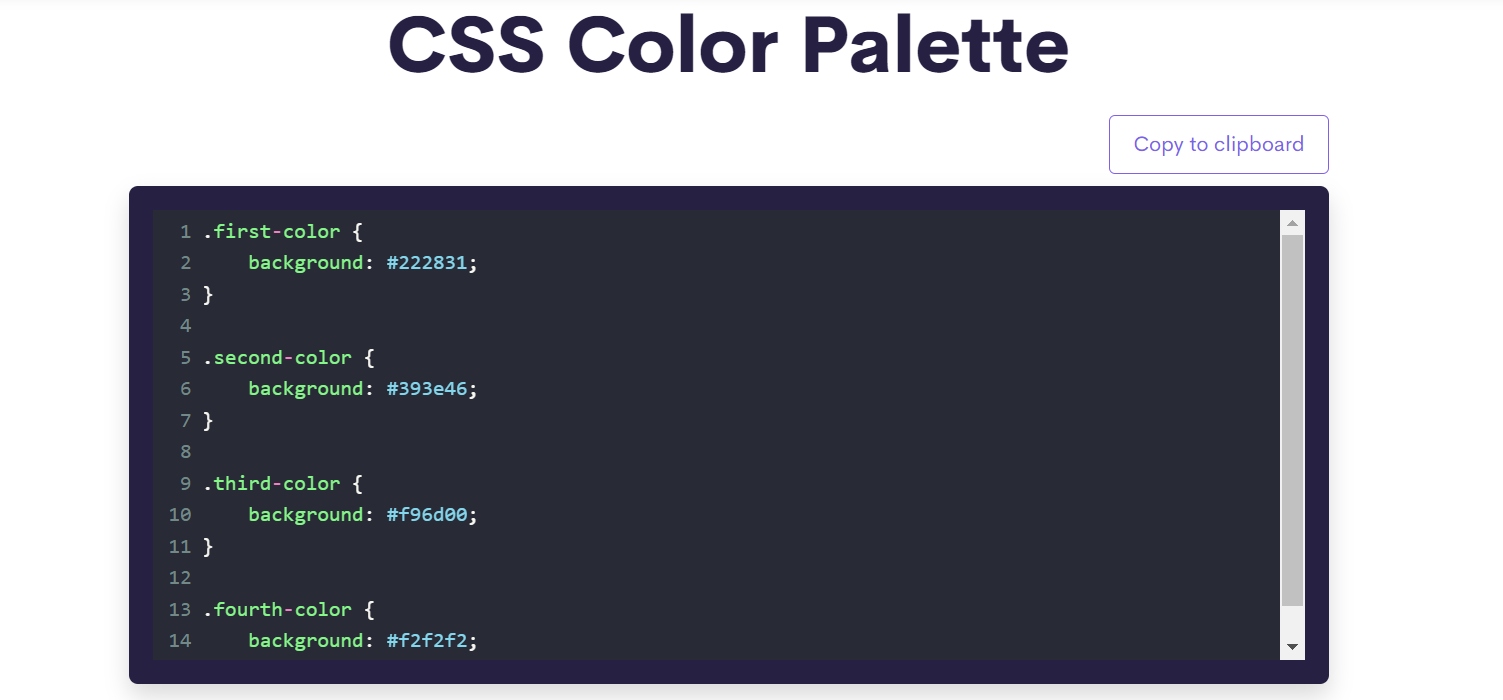 CSS Color Palette
Copy to clipboard
1 .first-color {
2     background: #222831;
3 }
4
5 .second-color {
6     background: #393e46;
7 }
8
9 .third-color {
10     background: #f96d00;
11 }
12
13 .fourth-color {
14     background: #f2f2f2;